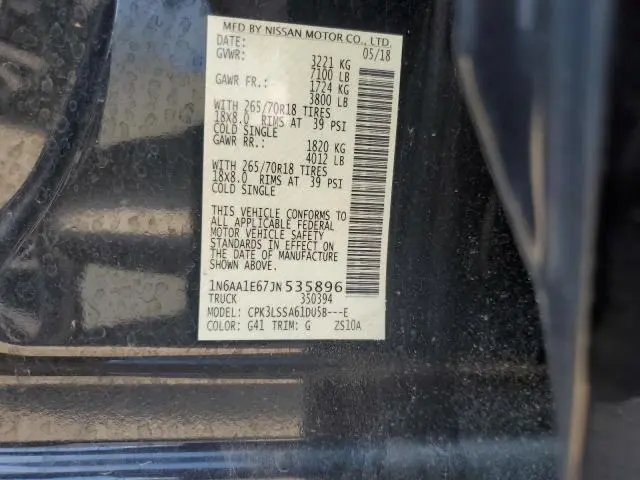 MFD BY NISSAN MOTOR CO., LTD.
DATE: 05/18
GVWR: 3221 KG
7100 LB
GAWR FR.: 1724 KG
3800 LB
WITH 265/70R18 TIRES
18x8.0 RIMS AT 39 PSI
COLD SINGLE
GAWR RR.: 1820 KG
4012 LB
WITH 265/70R18 TIRES
18x8.0 RIMS AT 39 PSI
COLD SINGLE
THIS VEHICLE CONFORMS TO
ALL APPLICABLE FEDERAL
MOTOR VEHICLE SAFETY
STANDARDS IN EFFECT ON
THE DATE OF MANUFACTURE
SHOWN ABOVE.
1N6AA1E67JN535896
TRUCK 350394
MODEL: CPK3LSSA61DU5B---E
COLOR: G41 TRIM: G ZS10A